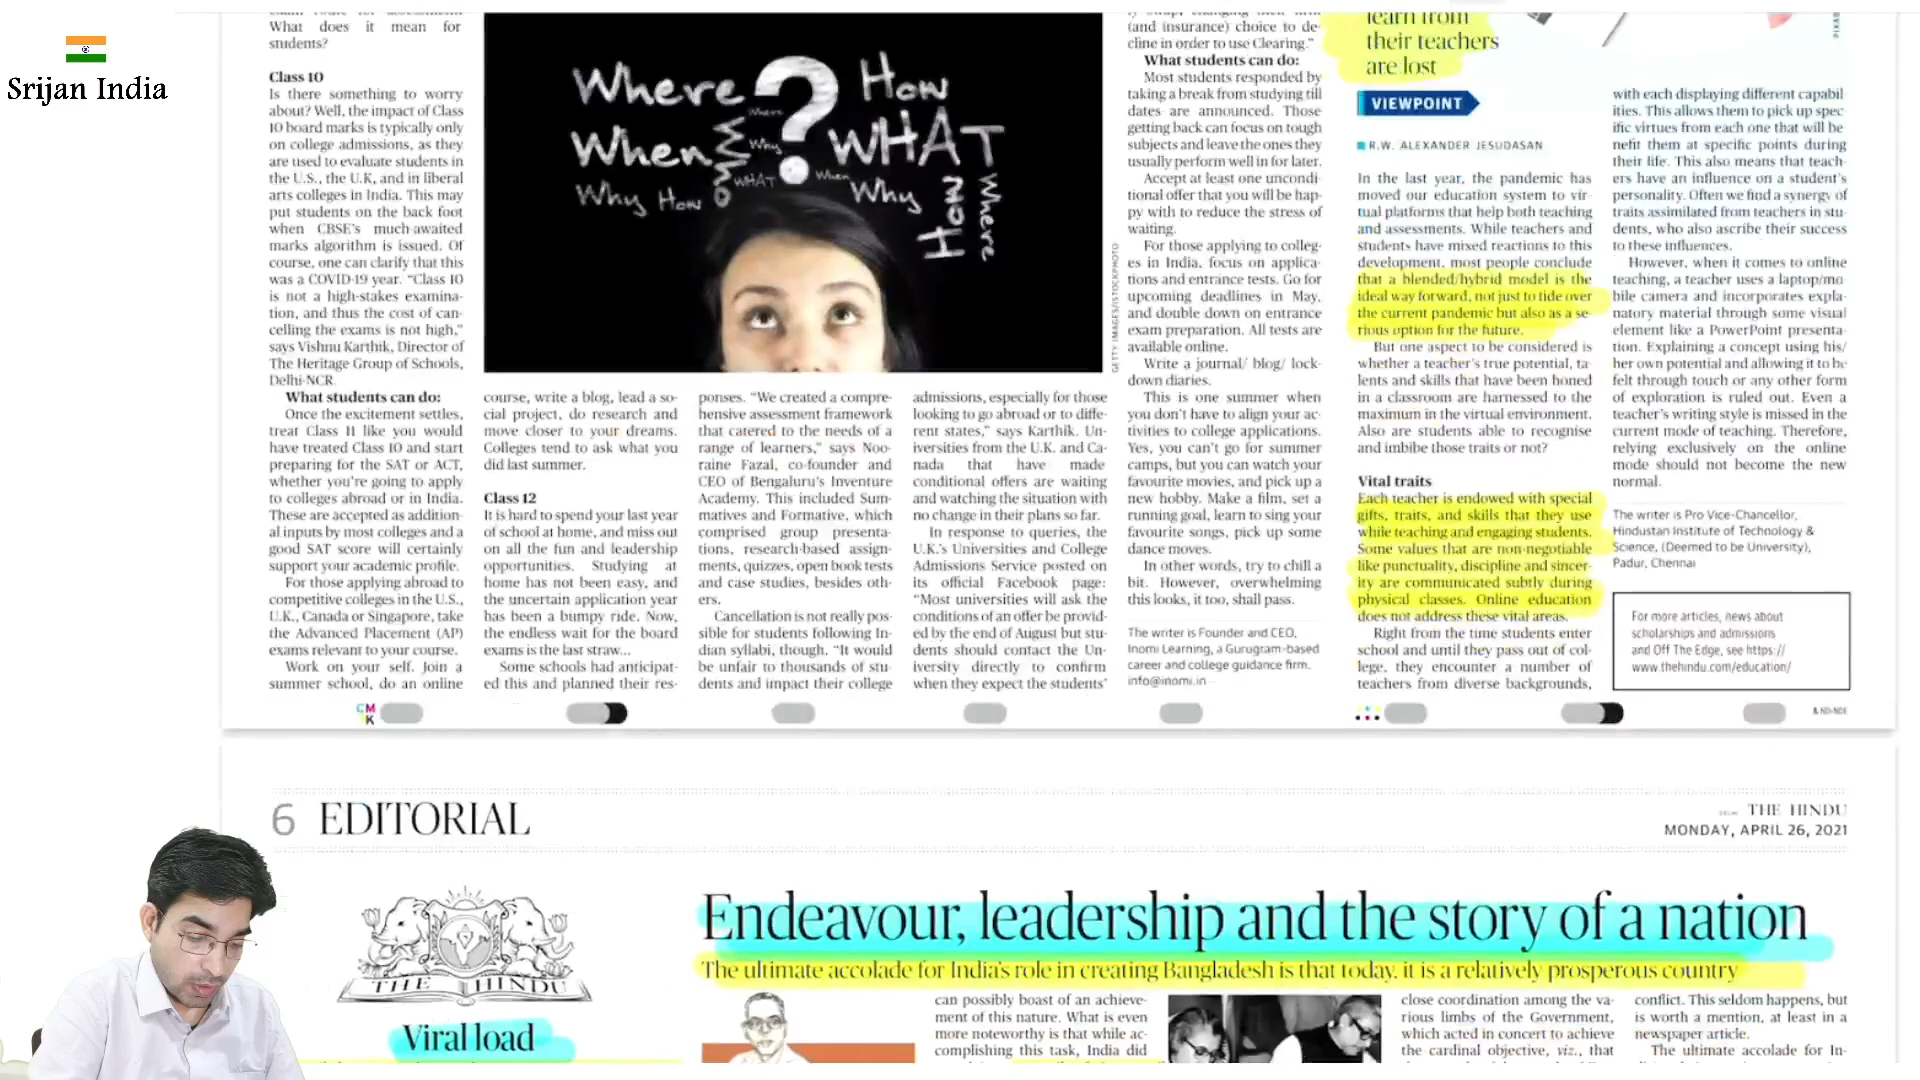 Srijan India
What does it mean for
students?
Class 10
Is there something to worry
about? Well, the impact of Class
10 board marks is typically only
on college admissions, as they
are used to evaluate students in
the U.S., the U.K, and in liberal
arts colleges in India. This may
put students on the back foot
when CBSE's much-awaited
marks algorithm is issued. Of
course, one can clarify that this
was a COVID-19 year. "Class 10
is not a high-stakes examina-
tion, and thus the cost of can-
celling the exams is not high,"
says Vishnu Karthik, Director of
The Heritage Group of Schools,
Delhi-NCR.
What students can do:
Once the excitement settles,
treat Class 11 like you would
have treated Class 10 and start
preparing for the SAT or ACT,
whether you're going to apply
to colleges abroad or in India.
These are accepted as addition-
al inputs by most colleges and a
good SAT score will certainly
support your academic profile.
For those applying abroad to
competitive colleges in the U.S.,
U.K., Canada or Singapore, take
the Advanced Placement (AP)
exams relevant to your course.
Work on your self. Join a
summer school, do an online
Where ? How
When Who WHAT
Where
Why
WHAT When
Why How Why HOW Where
GETTY IMAGES/ISTOCKPHOTO
course, write a blog, lead a so-
cial project, do research and
move closer to your dreams.
Colleges tend to ask what you
did last summer.
Class 12
It is hard to spend your last year
of school at home, and miss out
on all the fun and leadership
opportunities. Studying at
home has not been easy, and
the uncertain application year
has been a bumpy ride. Now,
the endless wait for the board
exams is the last straw...
Some schools had anticipat-
ed this and planned their res-
ponses. "We created a compre-
hensive assessment framework
that catered to the needs of a
range of learners," says Noo-
raine Fazal, co-founder and
CEO of Bengaluru's Inventure
Academy. This included Sum-
matives and Formative, which
comprised group presenta-
tions, research-based assign-
ments, quizzes, open book tests
and case studies, besides oth-
ers.
Cancellation is not really pos-
sible for students following In-
dian syllabi, though. "It would
be unfair to thousands of stu-
dents and impact their college
admissions, especially for those
looking to go abroad or to diffe-
rent states," says Karthik. Un-
iversities from the U.K. and Ca-
nada that have made
conditional offers are waiting
and watching the situation with
no change in their plans so far.
In response to queries, the
U.K.'s Universities and College
Admissions Service posted on
its official Facebook page:
"Most universities will ask the
conditions of an offer be provid-
ed by the end of August but stu-
dents should contact the Un-
iversity directly to confirm
when they expect the students'
(and insurance) choice to de-
cline in order to use Clearing."
What students can do:
Most students responded by
taking a break from studying till
dates are announced. Those
getting back can focus on tough
subjects and leave the ones they
usually perform well in for later.
Accept at least one uncondi-
tional offer that you will be hap-
py with to reduce the stress of
waiting.
For those applying to colleg-
es in India, focus on applica-
tions and entrance tests. Go for
upcoming deadlines in May,
and double down on entrance
exam preparation. All tests are
available online.
Write a journal/ blog/ lock-
down diaries.
This is one summer when
you don't have to align your ac-
tivities to college applications.
Yes, you can't go for summer
camps, but you can watch your
favourite movies, and pick up a
new hobby. Make a film, set a
running goal, learn to sing your
favourite songs, pick up some
dance moves.
In other words, try to chill a
bit. However, overwhelming
this looks, it too, shall pass.
The writer is Founder and CEO,
Inomi Learning, a Gurugram-based
career and college guidance firm.
info@inomi.in
learn from
their teachers
are lost
VIEWPOINT
R.W. ALEXANDER JESUDASAN
In the last year, the pandemic has
moved our education system to vir-
tual platforms that help both teaching
and assessments. While teachers and
students have mixed reactions to this
development, most people conclude
that a blended/hybrid model is the
ideal way forward, not just to tide over
the current pandemic but also as a se-
rious option for the future.
But one aspect to be considered is
whether a teacher's true potential, ta-
lents and skills that have been honed
in a classroom are harnessed to the
maximum in the virtual environment.
Also are students able to recognise
and imbibe those traits or not?
Vital traits
Each teacher is endowed with special
gifts, traits, and skills that they use
while teaching and engaging students.
Some values that are non-negotiable
like punctuality, discipline and sincer-
ity are communicated subtly during
physical classes. Online education
does not address these vital areas.
Right from the time students enter
school and until they pass out of col-
lege, they encounter a number of
teachers from diverse backgrounds,
with each displaying different capabil
ities. This allows them to pick up spec
ific virtues from each one that will be
nefit them at specific points during
their life. This also means that teach-
ers have an influence on a student's
personality. Often we find a synergy of
traits assimilated from teachers in stu-
dents, who also ascribe their success
to these influences.
However, when it comes to online
teaching, a teacher uses a laptop/mo
bile camera and incorporates expla-
natory material through some visual
element like a PowerPoint presenta-
tion. Explaining a concept using his/
her own potential and allowing it to be
felt through touch or any other form
of exploration is ruled out. Even a
teacher's writing style is missed in the
current mode of teaching. Therefore,
relying exclusively on the online
mode should not become the new
normal.
The writer is Pro Vice-Chancellor,
Hindustan Institute of Technology &
Science, (Deemed to be University),
Padur, Chennai
For more articles, news about
scholarships and admissions
and Off The Edge, see https://
www.thehindu.com/education/
CMK
6 EDITORIAL
THE HINDU
MONDAY, APRIL 26, 2021
THE HINDU
Viral load
Endeavour, leadership and the story of a nation
The ultimate accolade for India's role in creating Bangladesh is that today, it is a relatively prosperous country
can possibly boast of an achieve-
ment of this nature. What is even
more noteworthy is that while ac-
complishing this task, India did
close coordination among the va-
rious limbs of the Government,
which acted in concert to achieve
the cardinal objective, viz., that
conflict. This seldom happens, but
is worth a mention, at least in a
newspaper article.
The ultimate accolade for In-